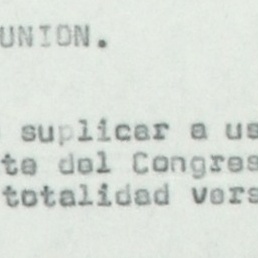 UNION.
suplicar a us
te del Congres
totalidad vers